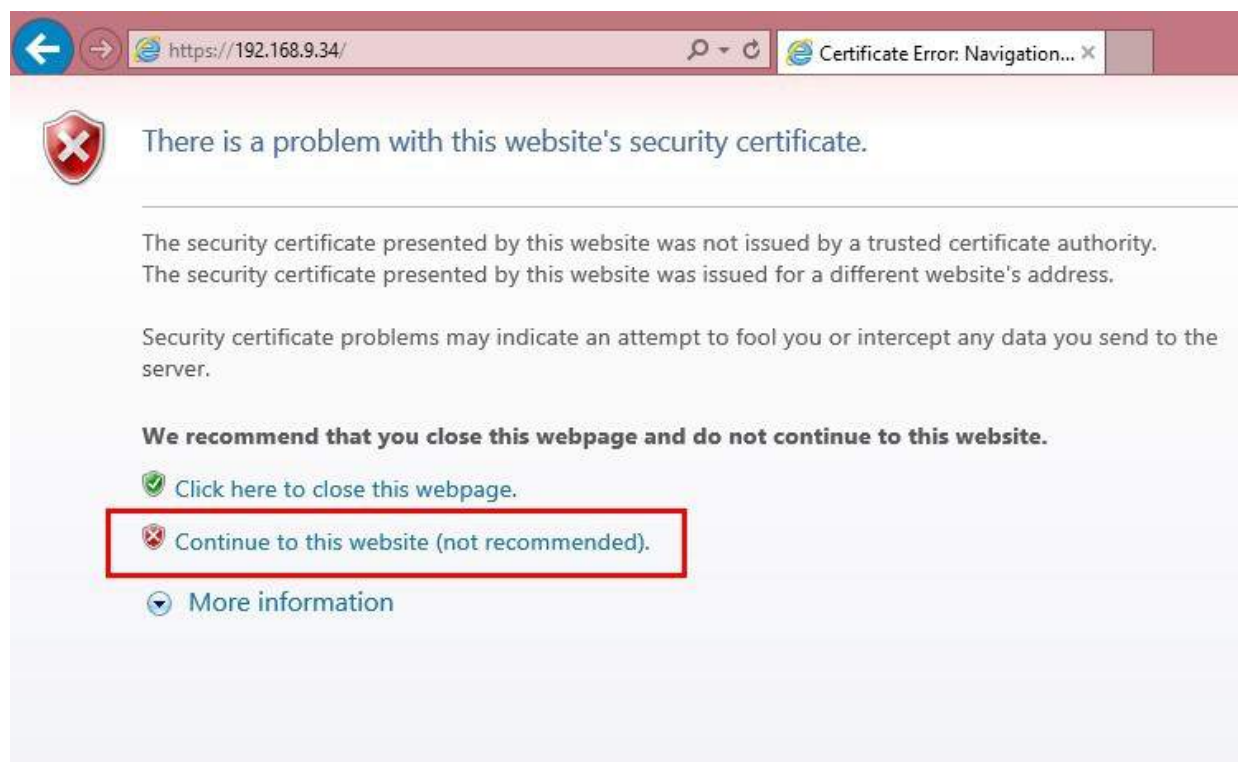 https://192.168.9.34/
Certificate Error: Navigation...
There is a problem with this website's security certificate.
The security certificate presented by this website was not issued by a trusted certificate authority.
The security certificate presented by this website was issued for a different website's address.
Security certificate problems may indicate an attempt to fool you or intercept any data you send to the
server.
We recommend that you close this webpage and do not continue to this website.
Click here to close this webpage.
Continue to this website (not recommended).
More information